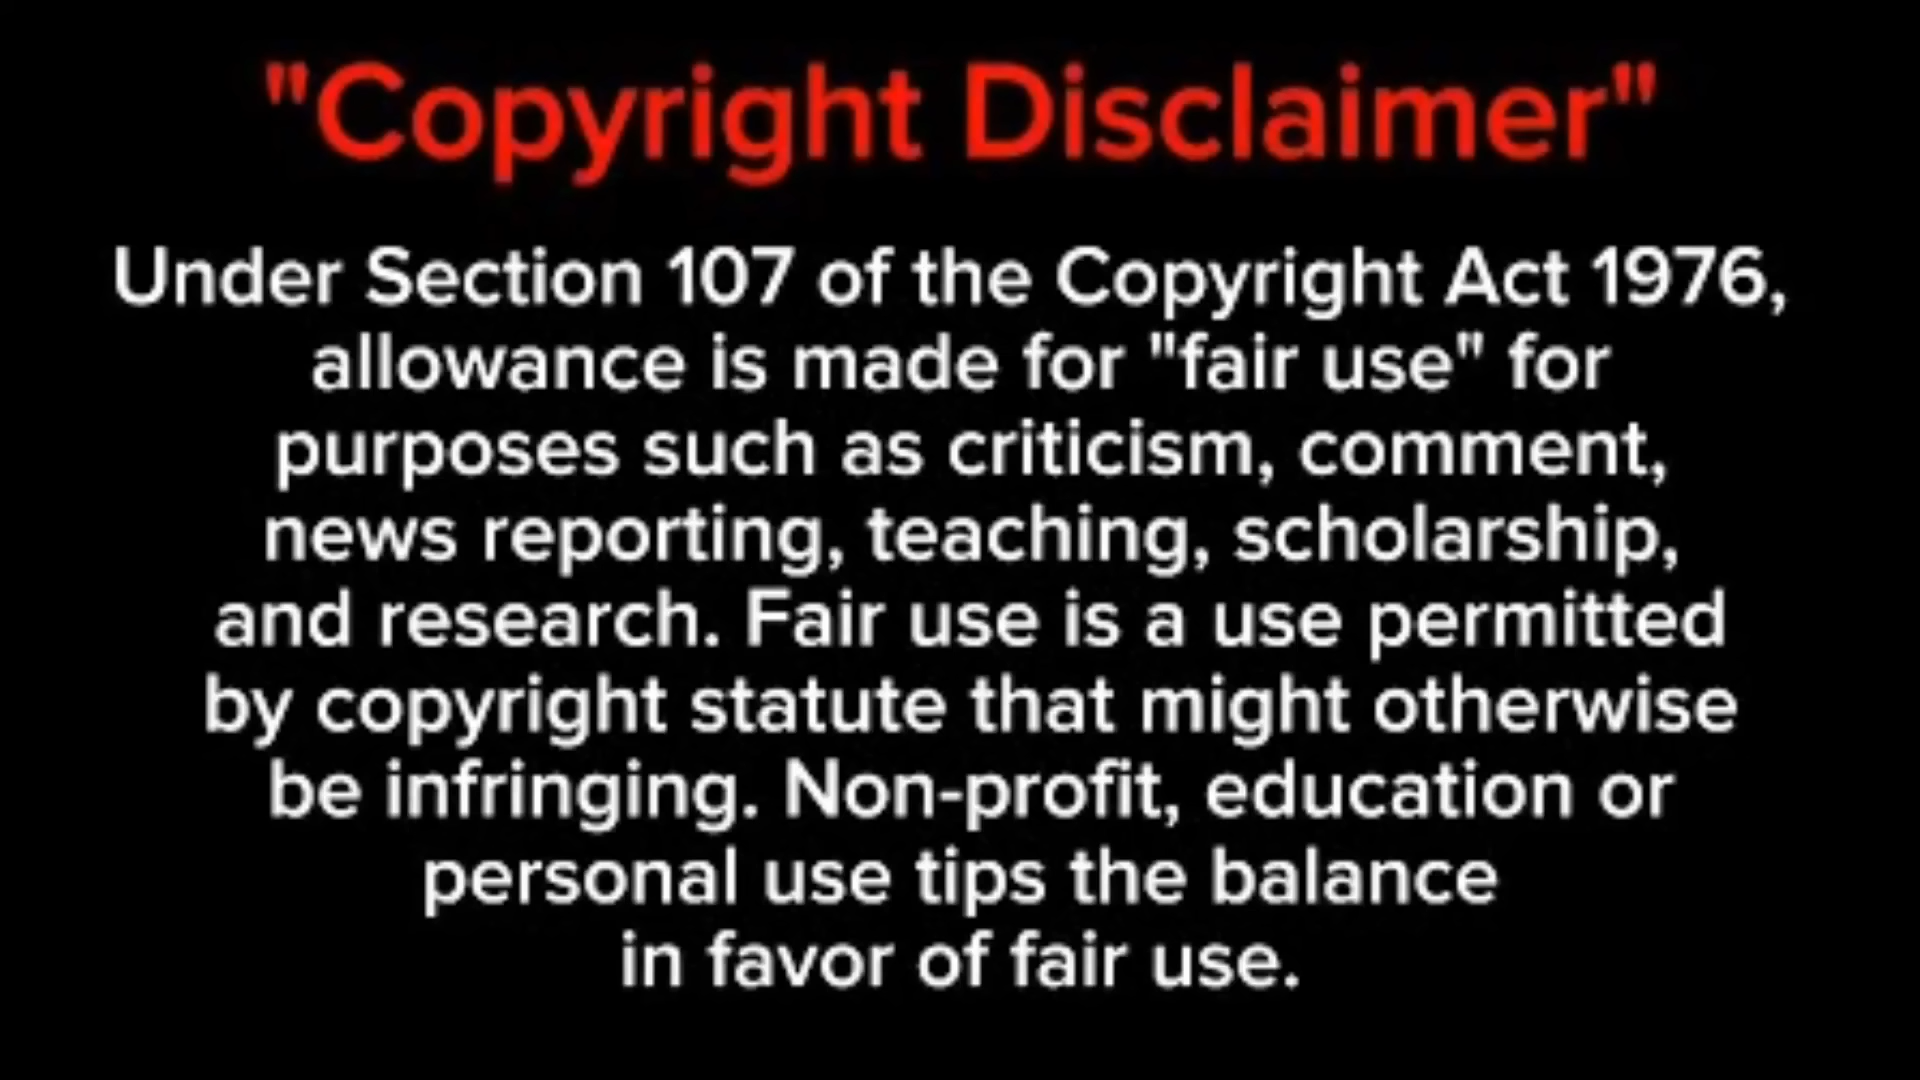 "Copyright Disclaimer"
Under Section 107 of the Copyright Act 1976,
allowance is made for "fair use" for
purposes such as criticism, comment,
news reporting, teaching, scholarship,
and research. Fair use is a use permitted
by copyright statute that might otherwise
be infringing. Non-profit, education or
personal use tips the balance
in favor of fair use.